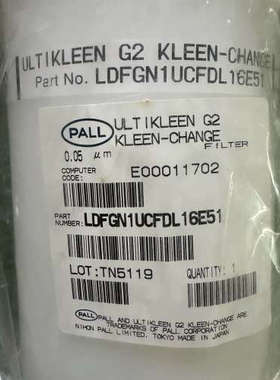 ULTIKLEEN G2 KLEEN-CHANGE
Part No. LDFGN1UCFDL16E51
PALL
ULTIKLEEN G2
KLEEN-CHANGE
FILTER
0.05 μm
COMPUTER
CODE: E00011702
PART
NUMBER: LDFGN1UCFDL16E51
LOT:TN5119 QUANTITY: 1
PALL PALL AND ULTIKLEEN G2 KLEEN-CHANGE ARE
TRADEMARKS OF PALL CORPORATION
NIHON PALL LIMITED, TOKYO MADE IN JAPAN